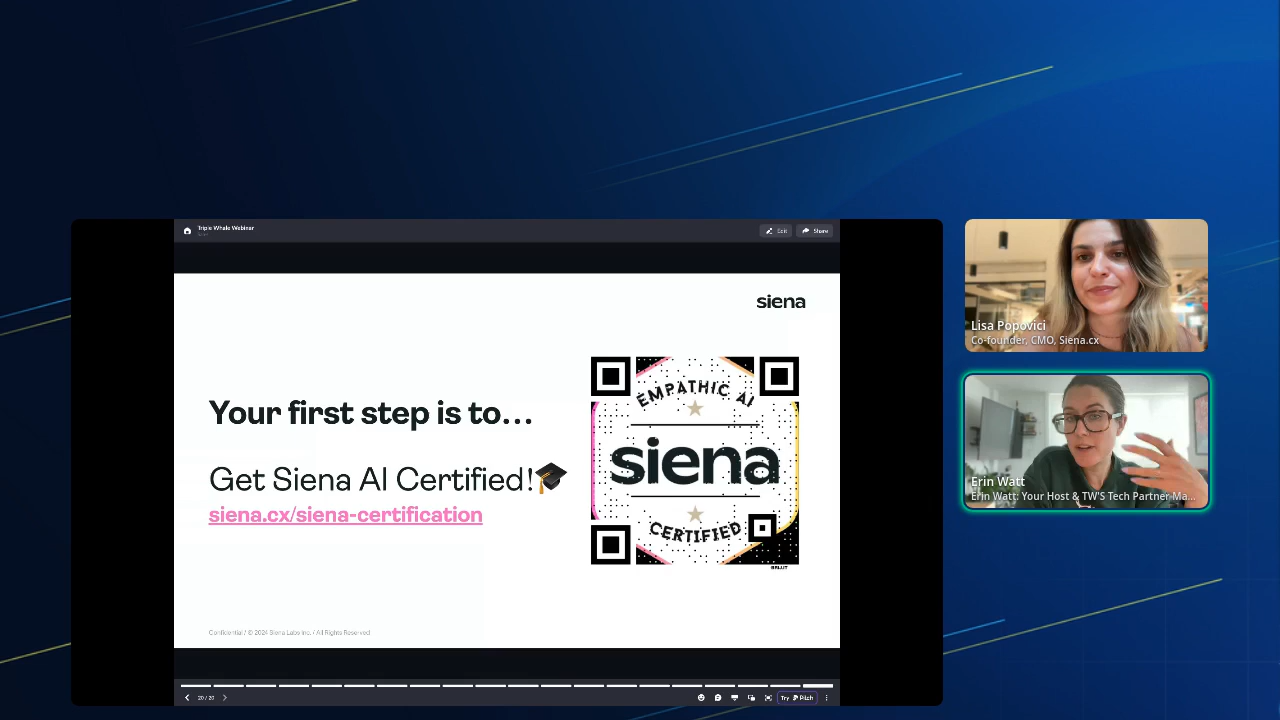 Triple Whale Webinar
Edit
Share
siena
Your first step is to...
Get Siena AI Certified!🎓
siena.cx/siena-certification
EMPATHIC AI
siena
CERTIFIED
Confidential / © 2024 Siena Labs Inc. / All Rights Reserved
20 / 20
Try Pitch
Lisa Popovici
Co-founder, CMO, Siena.cx
Erin Watt
Erin Watt: Your Host & TW'S Tech Partner Ma...